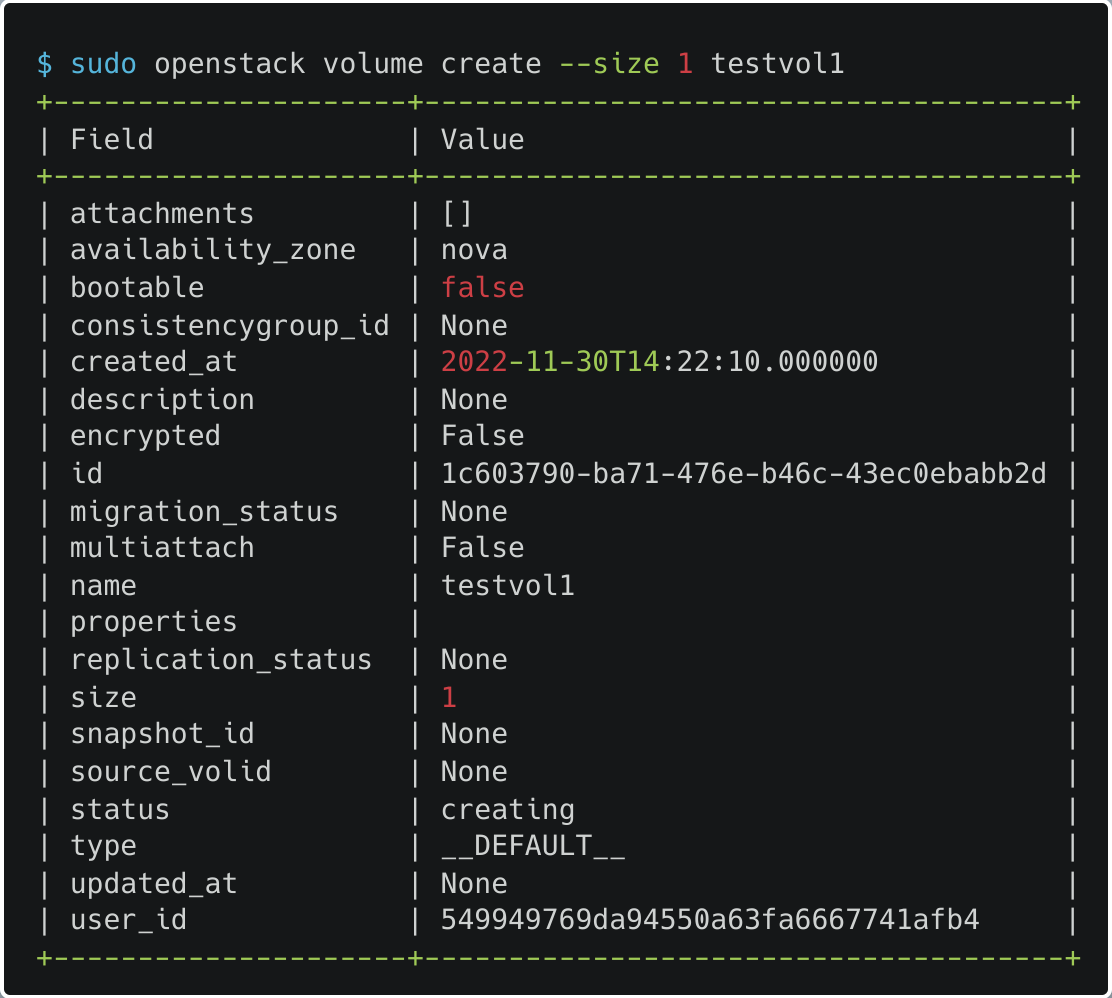 $ sudo openstack volume create --size 1 testvol1
+---------------------+--------------------------------------+
| Field               | Value                                |
+---------------------+--------------------------------------+
| attachments         | []                                   |
| availability_zone   | nova                                 |
| bootable            | false                                |
| consistencygroup_id | None                                 |
| created_at          | 2022-11-30T14:22:10.000000           |
| description         | None                                 |
| encrypted           | False                                |
| id                  | 1c603790-ba71-476e-b46c-43ec0ebabb2d |
| migration_status    | None                                 |
| multiattach         | False                                |
| name                | testvol1                             |
| properties          |                                      |
| replication_status  | None                                 |
| size                | 1                                    |
| snapshot_id         | None                                 |
| source_volid        | None                                 |
| status              | creating                             |
| type                | __DEFAULT__                          |
| updated_at          | None                                 |
| user_id             | 549949769da94550a63fa6667741afb4     |
+---------------------+--------------------------------------+